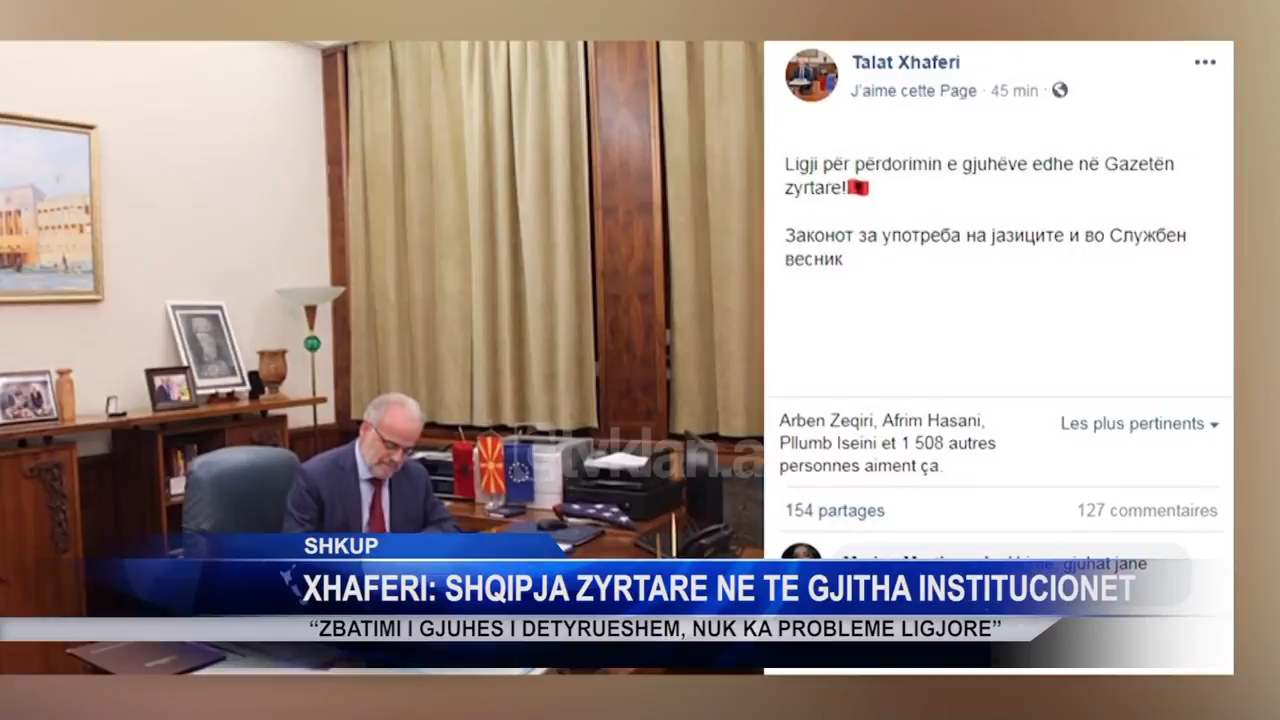 Talat Xhaferi
J'aime cette Page · 45 min ·
Ligji për përdorimin e gjuhëve edhe në Gazetën
zyrtare!
Законот за употреба на јазиците и во Службен
весник
Arben Zeqiri, Afrim Hasani,
Pllumb Iseini et 1 508 autres
personnes aiment ça.
Les plus pertinents
154 partages
127 commentaires
gjuhat jane
tvklan.a
SHKUP
XHAFERI: SHQIPJA ZYRTARE NE TE GJITHA INSTITUCIONET
“ZBATIMI I GJUHES I DETYRUESHEM, NUK KA PROBLEME LIGJORE”